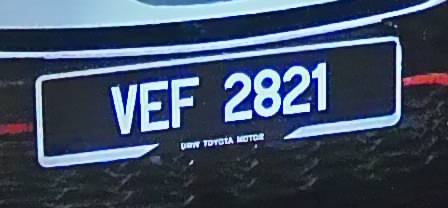 VEF 2821
UMW TOYOTA MOTOR